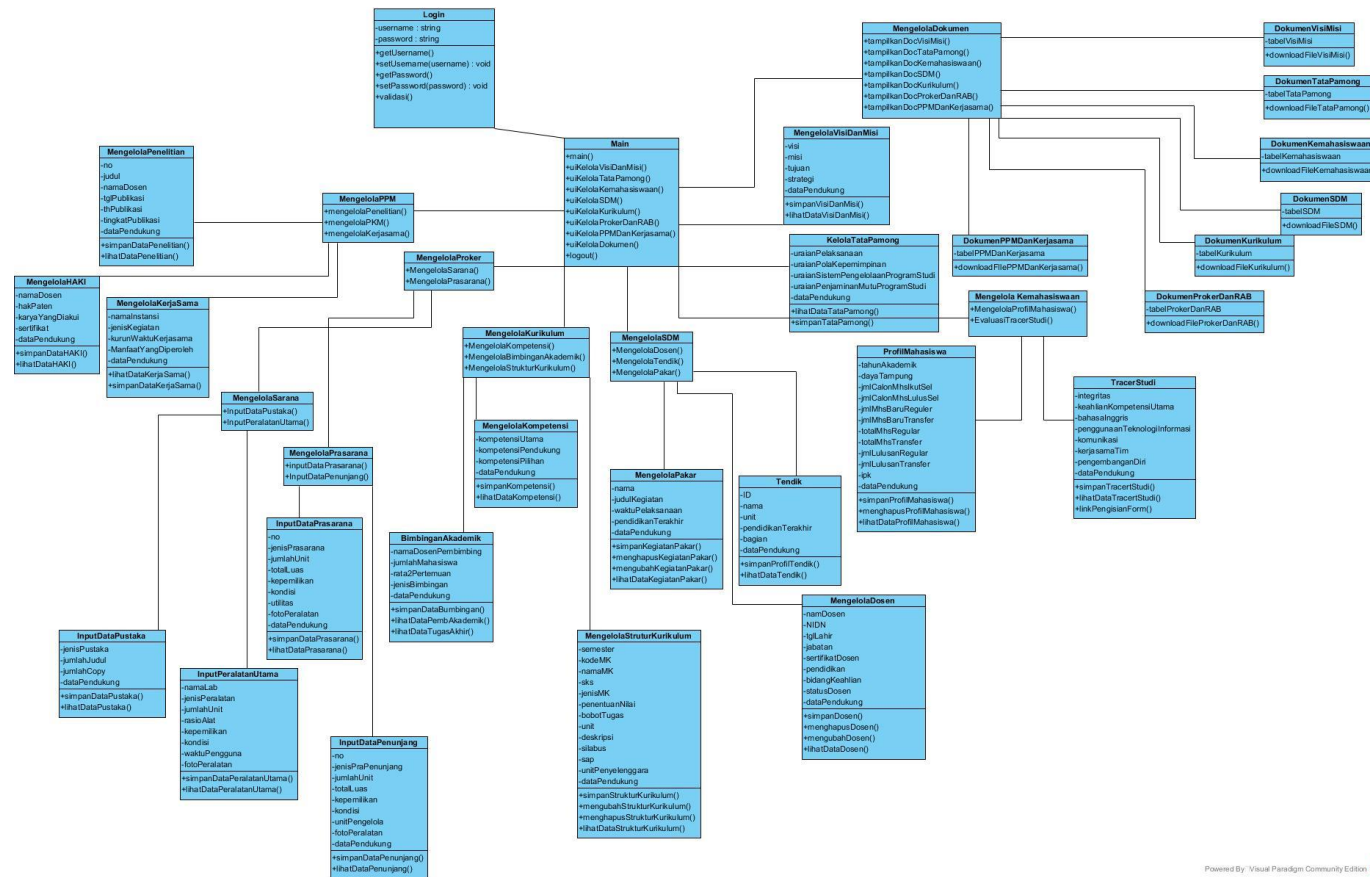 Login
-username : string
-password : string
+getUsername()
+setUsername(username) : void
+getPassword()
+setPassword(password) : void
+validasi()
MengelolaDokumen
+tampilkanDocVisiMisi()
+tampilkanDocTataPamong()
+tampilkanDocKemahasiswaan()
+tampilkanDocSDM()
+tampilkanDocKurikulum()
+tampilkanDocProkerDanRAB()
+tampilkanDocPPMDanKerjasama()
DokumenVisiMisi
-tabelVisiMisi
+downloadFileVisiMisi()
DokumenTataPamong
-tabelTataPamong
+downloadFileTataPamong()
DokumenKemahasiswaan
-tabelKemahasiswaan
+downloadFileKemahasiswaa
DokumenSDM
-tabelSDM
+downloadFileSDM()
DokumenKurikulum
-tabelKurikulum
+downloadFileKurikulum()
DokumenPPMDanKerjasama
-tabelPPMDanKerjasama
+downloadFilePPMDanKerjasama()
DokumenProkerDanRAB
-tabelProkerDanRAB
+downloadFileProkerDanRAB()
Main
+main()
+uiKelolaVisiDanMisi()
+uiKelolaTataPamong()
+uiKelolaKemahasiswaan()
+uiKelolaSDM()
+uiKelolaKurikulum()
+uiKelolaProkerDanRAB()
+uiKelolaPPMDanKerjasama()
+uiKelolaDokumen()
+logout()
MengelolaVisiDanMisi
-visi
-misi
-tujuan
-strategi
-dataPendukung
+simpanVisiDanMisi()
+lihatDataVisiDanMisi()
KelolaTataPamong
-uraianPelaksanaan
-uraianPolaKepemimpinan
-uraianSistemPengelolaanProgramStudi
-uraianPenjaminanMutuProgramStudi
-dataPendukung
+lihatDataTataPamong()
+simpanTataPamong()
Mengelola Kemahasiswaan
+MengelolaProfilMahasiswa()
+EvaluasiTracerStudi()
MengelolaPenelitian
-no
-judul
-namaDosen
-tglPublikasi
-thPublikasi
-tingkatPublikasi
-dataPendukung
+simpanDataPenelitian()
+lihatDataPenelitian()
MengelolaPPM
+mengelolaPenelitian()
+mengelolaPKM()
+mengelolaKerjasama()
MengelolaProker
+MengelolaSarana()
+MengelolaPrasarana()
MengelolaHAKI
-namaDosen
-hakPaten
-karyaYangDiakui
-sertifikat
-dataPendukung
+simpanDataHAKI()
+lihatDataHAKI()
MengelolaKerjaSama
-namaInstansi
-jenisKegiatan
-kurunWaktuKerjasama
-ManfaatYangDiperoleh
-dataPendukung
+lihatDataKerjaSama()
+simpanDataKerjaSama()
MengelolaKurikulum
+MengelolaKompetensi()
+MengelolaBimbinganAkademik()
+MengelolaStrukturKurikulum()
MengelolaSDM
+MengelolaDosen()
+MengelolaTendik()
+MengelolaPakar()
ProfilMahasiswa
-tahunAkademik
-dayaTampung
-jmlCalonMhsIkutSel
-jmlCalonMhsLulusSel
-jmlMhsBaruReguler
-jmlMhsBaruTransfer
-totalMhsRegular
-totalMhsTransfer
-jmlLulusanRegular
-jmlLulusanTransfer
-ipk
-dataPendukung
+simpanProfilMahasiswa()
+menghapusProfilMahasiswa()
+lihatDataProfilMahasiswa()
TracerStudi
-integritas
-keahlianKompetensiUtama
-bahasaInggris
-penggunaanTeknologiInformasi
-komunikasi
-kerjasamaTim
-pengembanganDiri
-dataPendukung
+simpanTracertStudi()
+lihatDataTracertStudi()
+linkPengisianForm()
MengelolaSarana
+InputDataPustaka()
+InputPeralatanUtama()
MengelolaPrasarana
+inputDataPrasarana()
+InputDataPenunjang()
MengelolaKompetensi
-kompetensiUtama
-kompetensiPendukung
-kompetensiPilihan
-dataPendukung
+simpanKompetensi()
+lihatDataKompetensi()
MengelolaPakar
-nama
-judulKegiatan
-waktuPelaksanaan
-pendidikanTerakhir
-dataPendukung
+simpanKegiatanPakar()
+menghapusKegiatanPakar()
+mengubahKegiatanPakar()
+lihatDataKegiatanPakar()
Tendik
-ID
-nama
-unit
-pendidikanTerakhir
-bagian
-dataPendukung
+simpanProfilTendik()
+lihatDataTendik()
InputDataPrasarana
-no
-jenisPrasarana
-jumlahUnit
-totalLuas
-kepemilikan
-kondisi
-utilitas
-fotoPeralatan
-dataPendukung
+simpanDataPrasarana()
+lihatDataPrasarana()
BimbinganAkademik
-namaDosenPembimbing
-jumlahMahasiswa
-rata2Pertemuan
-jenisBimbingan
-dataPendukung
+simpanDataBumbingan()
+lihatDataPembAkademik()
+lihatDataTugasAkhir()
MengelolaDosen
-namDosen
-NIDN
-tglLahir
-jabatan
-sertifikatDosen
-pendidikan
-bidangKeahlian
-statusDosen
-dataPendukung
+simpanDosen()
+menghapusDosen()
+mengubahDosen()
+lihatDataDosen()
InputDataPustaka
-jenisPustaka
-jumlahJudul
-jumlahCopy
-dataPendukung
+simpanDataPustaka()
+lihatDataPustaka()
MengelolaStruturKurikulum
-semester
-kodeMK
-namaMK
-sks
-jenisMK
-penentuanNilai
-bobotTugas
-unit
-deskripsi
-silabus
-sap
-unitPenyelenggara
-dataPendukung
+simpanStrukturKurikulum()
+mengubahStrukturKurikulum()
+menghapusStrukturKurikulum()
+lihatDataStrukturKurikulum()
InputPeralatanUtama
-namaLab
-jenisPeralatan
-jumlahUnit
-rasioAlat
-kepemilikan
-kondisi
-waktuPengguna
-fotoPeralatan
+simpanDataPeralatanUtama()
+lihatDataPeralatanUtama()
InputDataPenunjang
-no
-jenisPraPenunjang
-jumlahUnit
-totalLuas
-kepemilikan
-kondisi
-unitPengelola
-fotoPeralatan
-dataPendukung
+simpanDataPenunjang()
+lihatDataPenunjang()
Powered By Visual Paradigm Community Edition